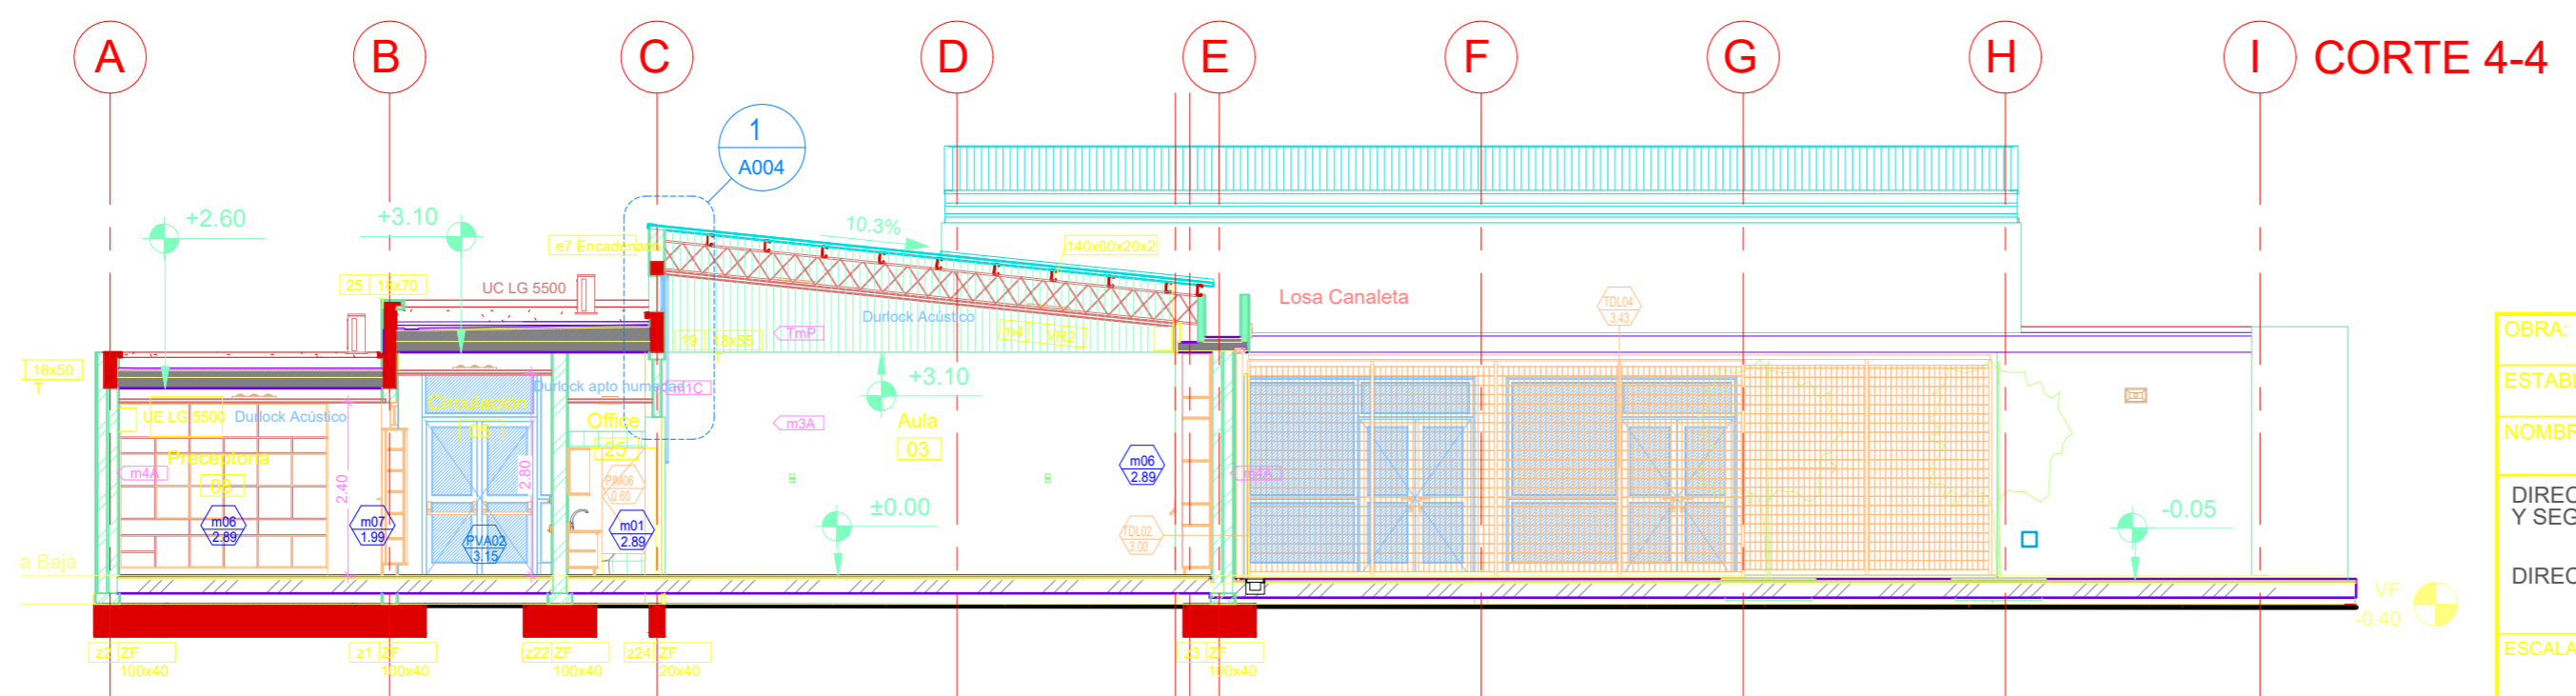 A
B
C
D
E
F
G
H
I
CORTE 4-4
1
A004
+2.60
+3.10
10.3%
e7 Encadenado
140x60x20x2
25 18x70
UC LG 5500
Losa Canaleta
TDL04
3.43
Durlock Acústico
TmP
m4 VR2
19 18x55
18x50
T
+3.10
Durlock apto humedad
m1C
UE LG 5500
Durlock Acústico
Circulación
05
Office
25
m3A
Aula
03
Preceptoria
08
m4A
2.40
2.80
PIM06
0.60
m06
2.89
m4A
m06
2.89
m07
1.99
PVA02
3.15
m01
2.89
±0.00
TDL02
3.00
-0.05
a Baja
VF
-0.40
z2 ZF
100x40
z1 ZF
100x40
z22 ZF
100x40
z24 ZF
20x40
z3 ZF
100x40
OBRA:
ESTABL
NOMBR
DIREC
Y SEG
DIREC
ESCALA